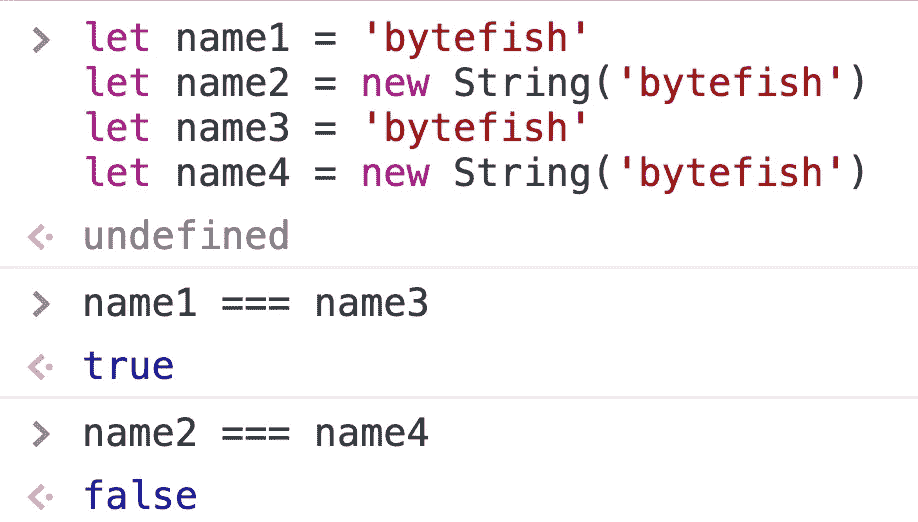 > let name1 = 'bytefish'
let name2 = new String('bytefish')
let name3 = 'bytefish'
let name4 = new String('bytefish')
undefined
> name1 === name3
true
> name2 === name4
false